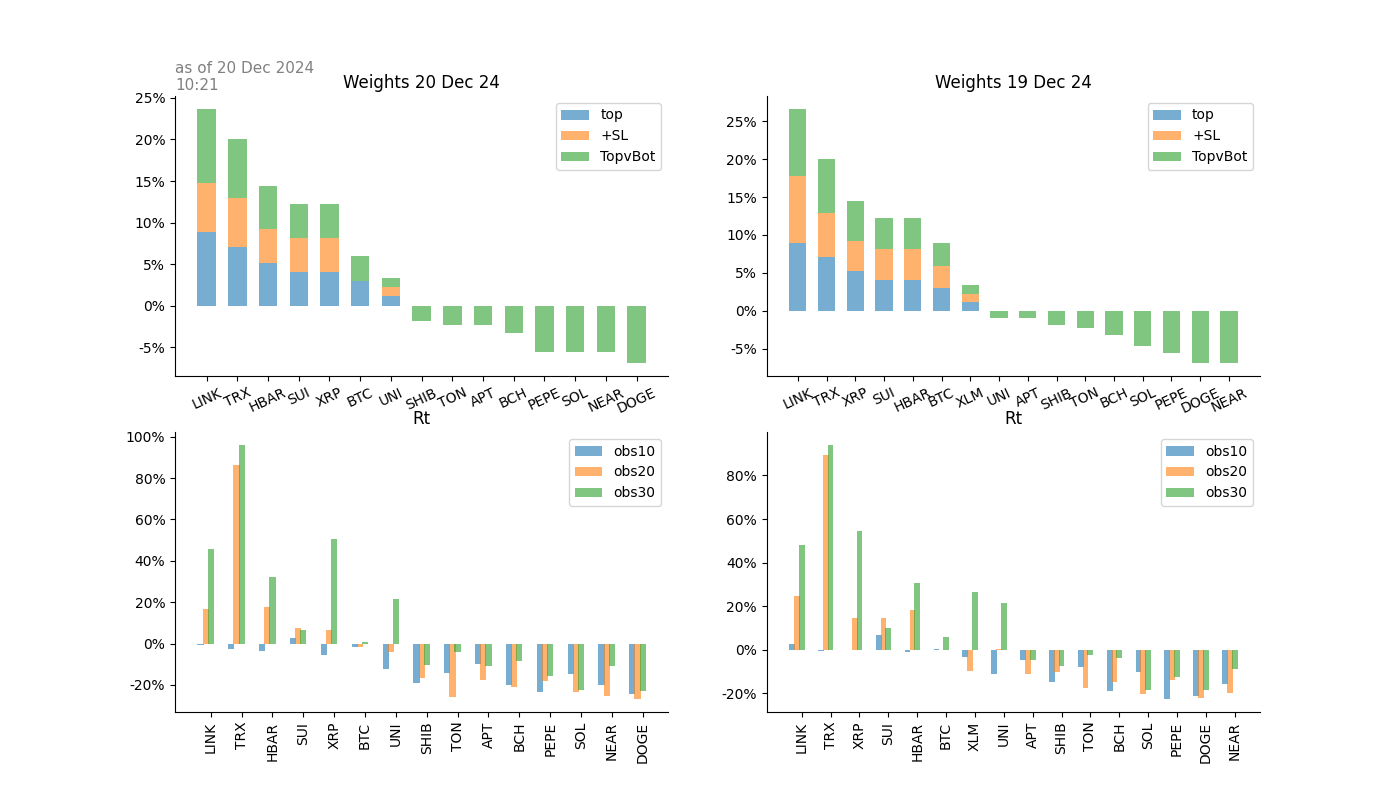 as of 20 Dec 2024
10:21
Weights 20 Dec 24
25%
20%
15%
10%
5%
0%
-5%
top
+SL
TopvBot
LINK TRX HBAR SUI XRP BTC UNI SHIB TON APT BCH PEPE SOL NEAR DOGE
Weights 19 Dec 24
25%
20%
15%
10%
5%
0%
-5%
top
+SL
TopvBot
LINK TRX XRP SUI HBAR BTC XLM UNI APT SHIB TON BCH SOL PEPE DOGE NEAR
Rt
100%
80%
60%
40%
20%
0%
-20%
obs10
obs20
obs30
LINK TRX HBAR SUI XRP BTC UNI SHIB TON APT BCH PEPE SOL NEAR DOGE
Rt
80%
60%
40%
20%
0%
-20%
obs10
obs20
obs30
LINK TRX XRP SUI HBAR BTC XLM UNI APT SHIB TON BCH SOL PEPE DOGE NEAR